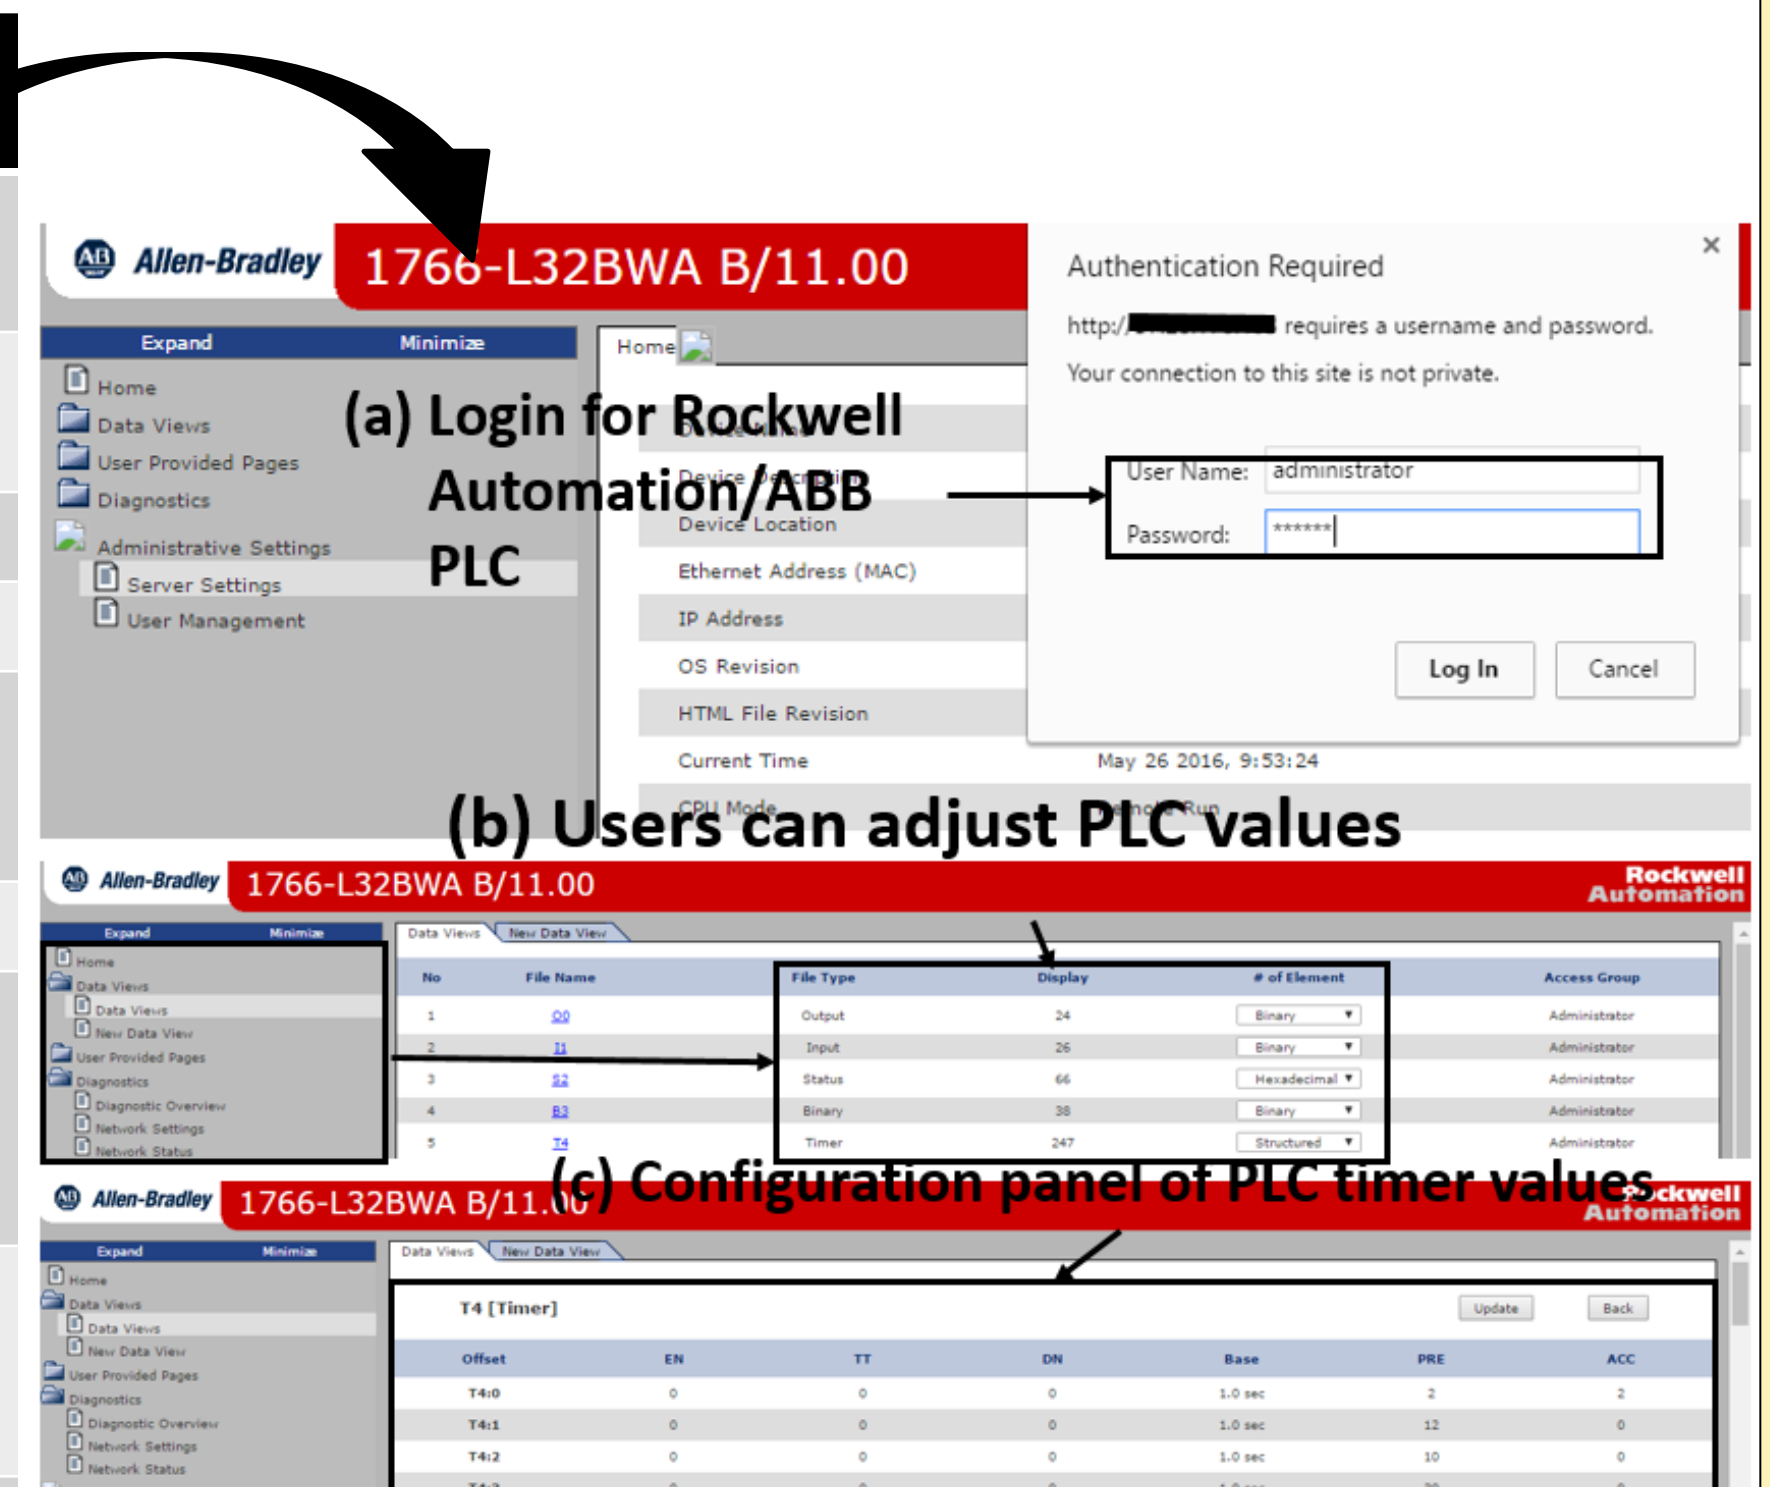 Allen-Bradley 1766-L32BWA B/11.00
Authentication Required ×
http:/ requires a username and password.
Your connection to this site is not private.
User Name: administrator
Password: ******
Log In Cancel
Expand Minimize
Home
Data Views
User Provided Pages
Diagnostics
Administrative Settings
Server Settings
User Management
Home
(a) Login for Rockwell
Automation/ABB
PLC
Device Name
Device Description
Device Location
Ethernet Address (MAC)
IP Address
OS Revision
HTML File Revision
Current Time May 26 2016, 9:53:24
CPU Mode Remote Run
(b) Users can adjust PLC values
Allen-Bradley 1766-L32BWA B/11.00 Rockwell
Automation
Expand Minimize
Home
Data Views
Data Views
New Data View
User Provided Pages
Diagnostics
Diagnostic Overview
Network Settings
Network Status
Data Views New Data View
No File Name File Type Display # of Element Access Group
1 O0 Output 24 Binary Administrator
2 I1 Input 26 Binary Administrator
3 S2 Status 66 Hexadecimal Administrator
4 B3 Binary 38 Binary Administrator
5 T4 Timer 247 Structured Administrator
(c) Configuration panel of PLC timer values
Allen-Bradley 1766-L32BWA B/11.00 Rockwell
Automation
Expand Minimize
Home
Data Views
Data Views
New Data View
User Provided Pages
Diagnostics
Diagnostic Overview
Network Settings
Network Status
Data Views New Data View
T4 [Timer] Update Back
Offset EN TT DN Base PRE ACC
T4:0 0 0 0 1.0 sec 2 2
T4:1 0 0 0 1.0 sec 12 0
T4:2 0 0 0 1.0 sec 10 0